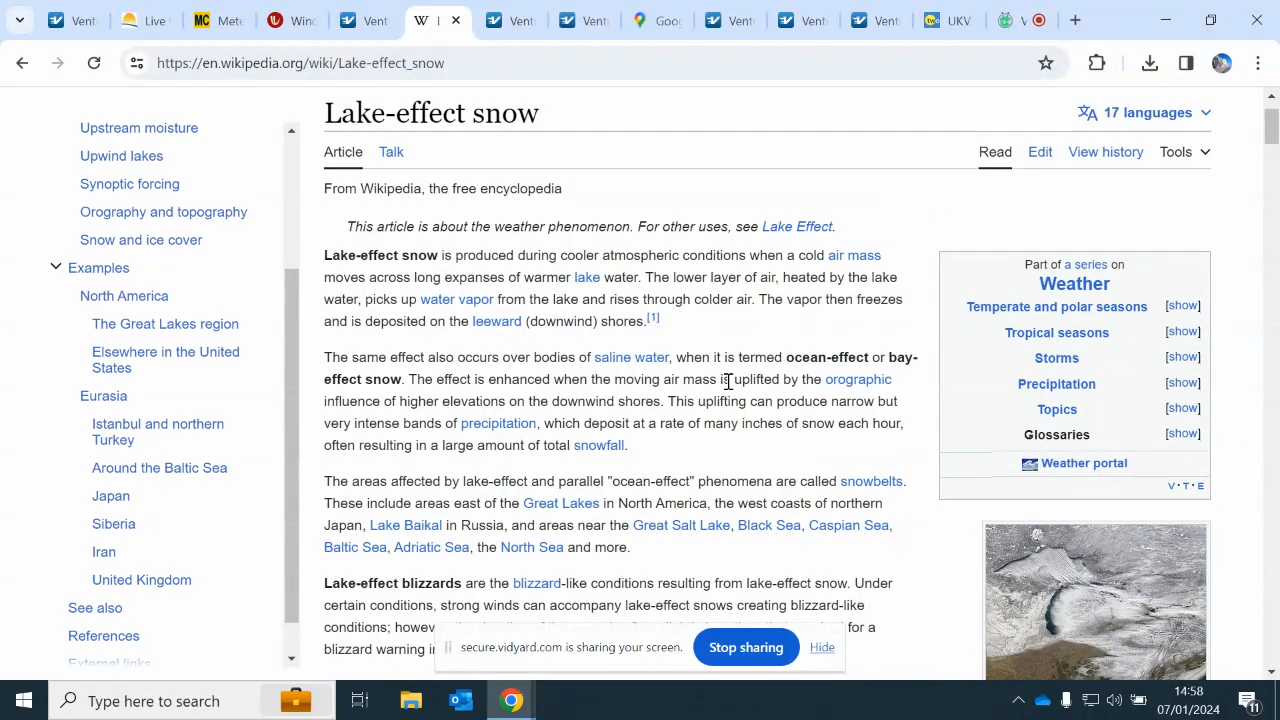 Vent
Live
MC
Mete
Wind
Vent
W
L
Vent
Vent
Goog
Vent
Vent
Vent
two
UKV
V
https://en.wikipedia.org/wiki/Lake-effect_snow
Upstream moisture
Upwind lakes
Synoptic forcing
Orography and topography
Snow and ice cover
Examples
North America
The Great Lakes region
Elsewhere in the United
States
Eurasia
Istanbul and northern
Turkey
Around the Baltic Sea
Japan
Siberia
Iran
United Kingdom
See also
References
External links
Lake-effect snow
17 languages
Article Talk
Read Edit View history Tools
From Wikipedia, the free encyclopedia
This article is about the weather phenomenon. For other uses, see Lake Effect.
Lake-effect snow is produced during cooler atmospheric conditions when a cold air mass
moves across long expanses of warmer lake water. The lower layer of air, heated by the lake
water, picks up water vapor from the lake and rises through colder air. The vapor then freezes
and is deposited on the leeward (downwind) shores.[1]
The same effect also occurs over bodies of saline water, when it is termed ocean-effect or bay-
effect snow. The effect is enhanced when the moving air mass is uplifted by the orographic
influence of higher elevations on the downwind shores. This uplifting can produce narrow but
very intense bands of precipitation, which deposit at a rate of many inches of snow each hour,
often resulting in a large amount of total snowfall.
The areas affected by lake-effect and parallel "ocean-effect" phenomena are called snowbelts.
These include areas east of the Great Lakes in North America, the west coasts of northern
Japan, Lake Baikal in Russia, and areas near the Great Salt Lake, Black Sea, Caspian Sea,
Baltic Sea, Adriatic Sea, the North Sea and more.
Lake-effect blizzards are the blizzard-like conditions resulting from lake-effect snow. Under
certain conditions, strong winds can accompany lake-effect snows creating blizzard-like
conditions; howe for a
blizzard warning in
Part of a series on
Weather
Temperate and polar seasons [show]
Tropical seasons [show]
Storms [show]
Precipitation [show]
Topics [show]
Glossaries [show]
Weather portal
V·T·E
secure.vidyard.com is sharing your screen. Stop sharing Hide
Type here to search
14:58
07/01/2024
11